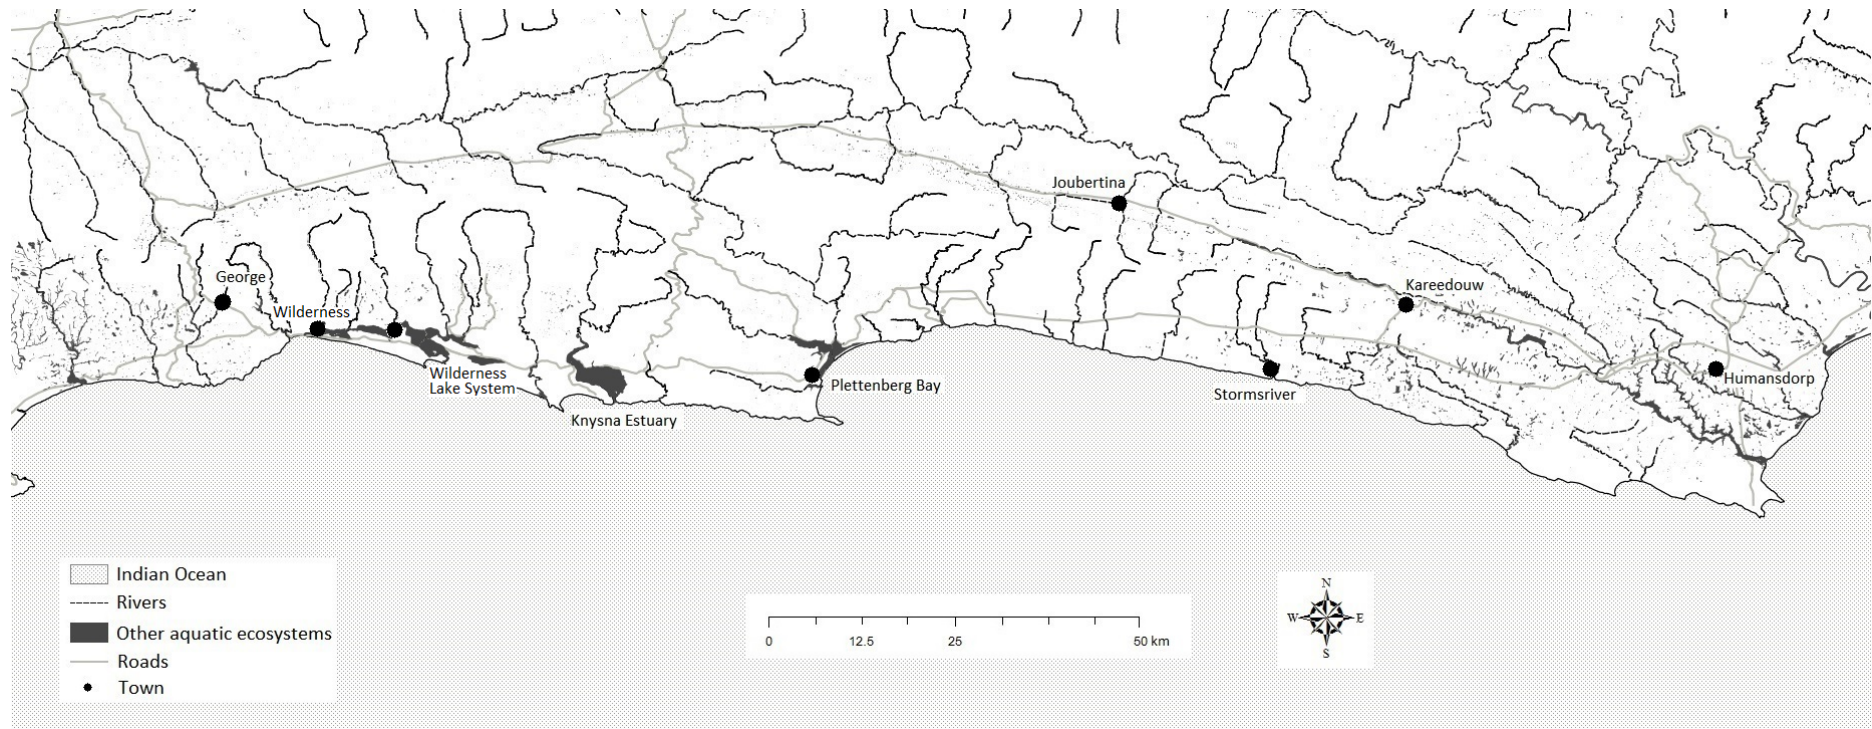 Joubertina
George
Kareedouw
Wilderness
Wilderness
Lake System
Humansdorp
Plettenberg Bay
Stormsriver
Knysna Estuary
Indian Ocean
Rivers
Other aquatic ecosystems
Roads
Town
0 12.5 25 50 km
N
W E
S